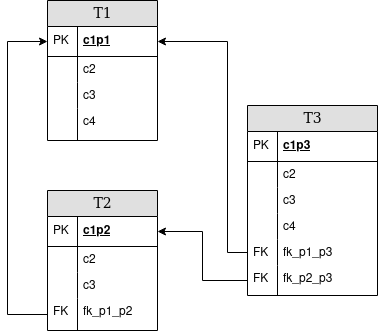 T1
PK c1p1
c2
c3
c4
T3
PK c1p3
c2
c3
c4
FK fk_p1_p3
FK fk_p2_p3
T2
PK c1p2
c2
c3
FK fk_p1_p2